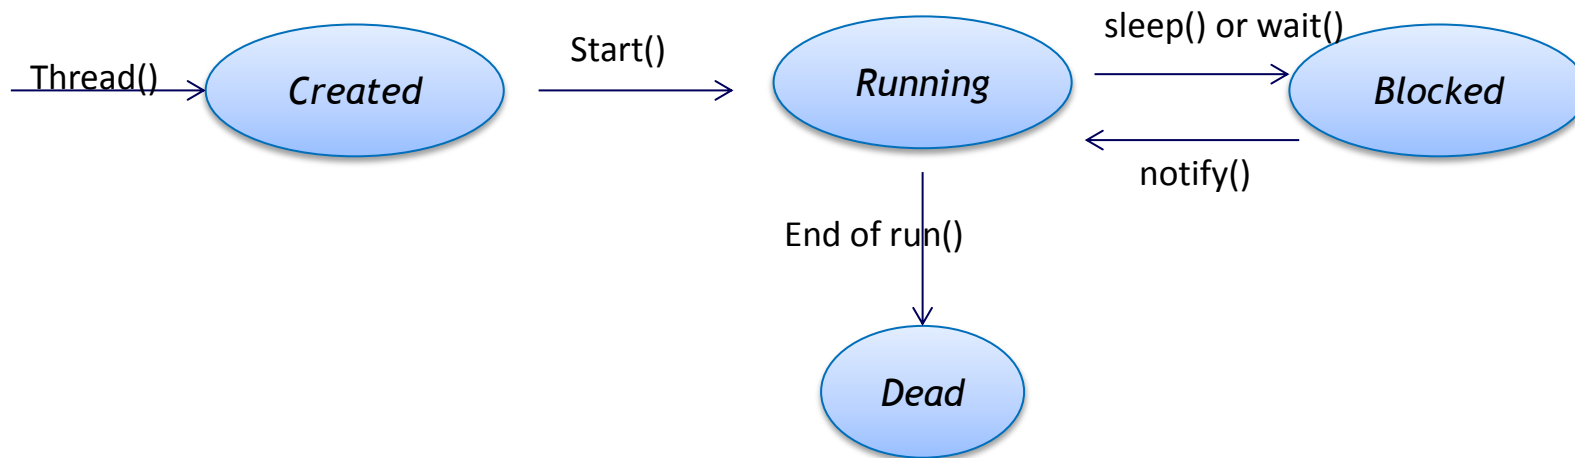 Thread()
Created
Start()
Running
sleep() or wait()
Blocked
notify()
End of run()
Dead